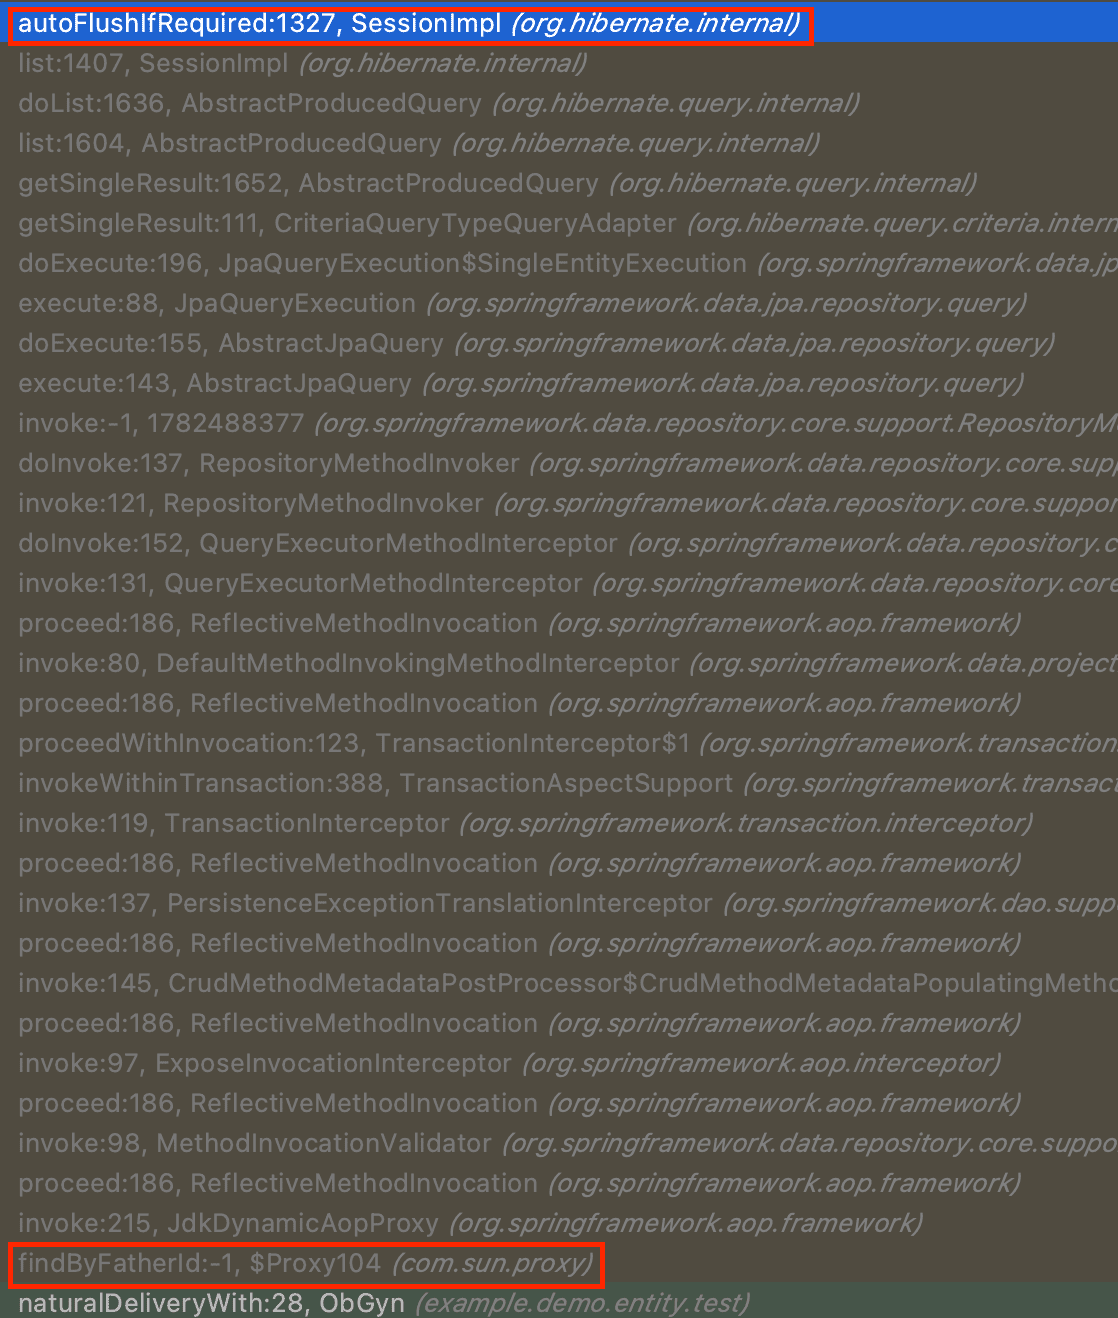 autoFlushIfRequired:1327, SessionImpl (org.hibernate.internal)
list:1407, SessionImpl (org.hibernate.internal)
doList:1636, AbstractProducedQuery (org.hibernate.query.internal)
list:1604, AbstractProducedQuery (org.hibernate.query.internal)
getSingleResult:1652, AbstractProducedQuery (org.hibernate.query.internal)
getSingleResult:111, CriteriaQueryTypeQueryAdapter (org.hibernate.query.criteria.intern
doExecute:196, JpaQueryExecution$SingleEntityExecution (org.springframework.data.jp
execute:88, JpaQueryExecution (org.springframework.data.jpa.repository.query)
doExecute:155, AbstractJpaQuery (org.springframework.data.jpa.repository.query)
execute:143, AbstractJpaQuery (org.springframework.data.jpa.repository.query)
invoke:-1, 1782488377 (org.springframework.data.repository.core.support.RepositoryM
doInvoke:137, RepositoryMethodInvoker (org.springframework.data.repository.core.supp
invoke:121, RepositoryMethodInvoker (org.springframework.data.repository.core.suppor
doInvoke:152, QueryExecutorMethodInterceptor (org.springframework.data.repository.c
invoke:131, QueryExecutorMethodInterceptor (org.springframework.data.repository.core
proceed:186, ReflectiveMethodInvocation (org.springframework.aop.framework)
invoke:80, DefaultMethodInvokingMethodInterceptor (org.springframework.data.project
proceed:186, ReflectiveMethodInvocation (org.springframework.aop.framework)
proceedWithInvocation:123, TransactionInterceptor$1 (org.springframework.transaction.
invokeWithinTransaction:388, TransactionAspectSupport (org.springframework.transact
invoke:119, TransactionInterceptor (org.springframework.transaction.interceptor)
proceed:186, ReflectiveMethodInvocation (org.springframework.aop.framework)
invoke:137, PersistenceExceptionTranslationInterceptor (org.springframework.dao.suppo
proceed:186, ReflectiveMethodInvocation (org.springframework.aop.framework)
invoke:145, CrudMethodMetadataPostProcessor$CrudMethodMetadataPopulatingMetho
proceed:186, ReflectiveMethodInvocation (org.springframework.aop.framework)
invoke:97, ExposeInvocationInterceptor (org.springframework.aop.interceptor)
proceed:186, ReflectiveMethodInvocation (org.springframework.aop.framework)
invoke:98, MethodInvocationValidator (org.springframework.data.repository.core.suppo
proceed:186, ReflectiveMethodInvocation (org.springframework.aop.framework)
invoke:215, JdkDynamicAopProxy (org.springframework.aop.framework)
findByFatherId:-1, $Proxy104 (com.sun.proxy)
naturalDeliveryWith:28, ObGyn (example.demo.entity.test)